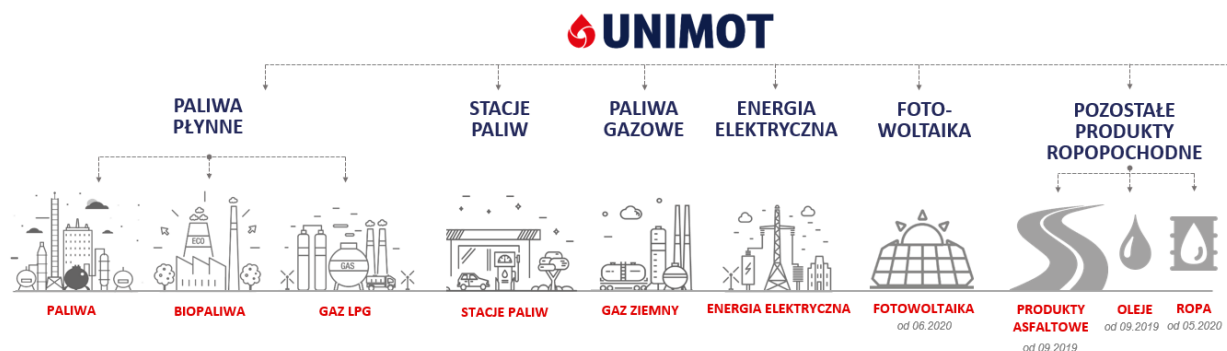 UNIMOT
PALIWA
PŁYNNE
STACJE
PALIW
PALIWA
GAZOWE
ENERGIA
ELEKTRYCZNA
FOTO-
WOLTAIKA
POZOSTAŁE
PRODUKTY
ROPOPOCHODNE
ECO
GAS
PALIWA
BIOPALIWA
GAZ LPG
STACJE PALIW
GAZ ZIEMNY
ENERGIA ELEKTRYCZNA
FOTOWOLTAIKA
od 06.2020
PRODUKTY
ASFALTOWE
od 09.2019
OLEJE
od 09.2019
ROPA
od 05.2020